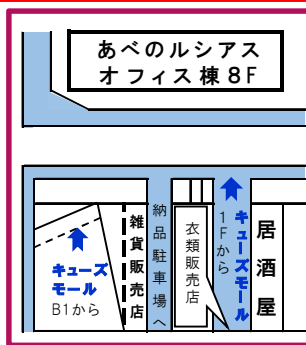 あべのルシアス
オフィス棟8F
キューズ
モール
B1から
雑貨販売店
納品駐車場へ
衣類販売店
1Fから
キューズモール
居酒屋